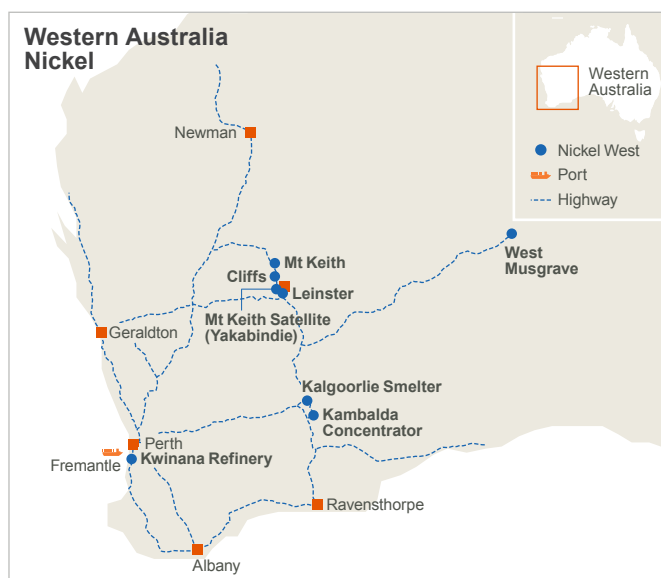 Western Australia
Nickel
Western
Australia
Nickel West
Port
Highway
Newman
West
Musgrave
Mt Keith
Cliffs
Leinster
Mt Keith Satellite
(Yakabindie)
Geraldton
Kalgoorlie Smelter
Kambalda
Concentrator
Perth
Fremantle
Kwinana Refinery
Ravensthorpe
Albany